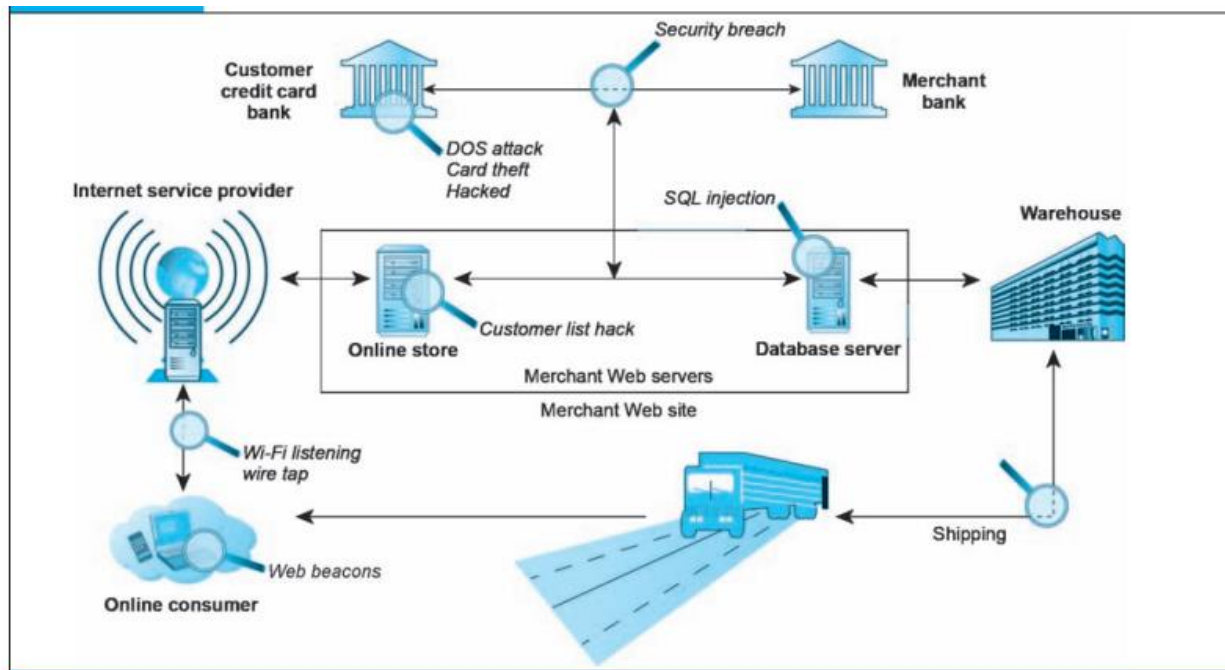 Security breach
Customer
credit card
bank
Merchant
bank
DOS attack
Card theft
Hacked
Internet service provider
SQL injection
Warehouse
Customer list hack
Online store
Database server
Merchant Web servers
Merchant Web site
Wi-Fi listening
wire tap
Shipping
Web beacons
Online consumer